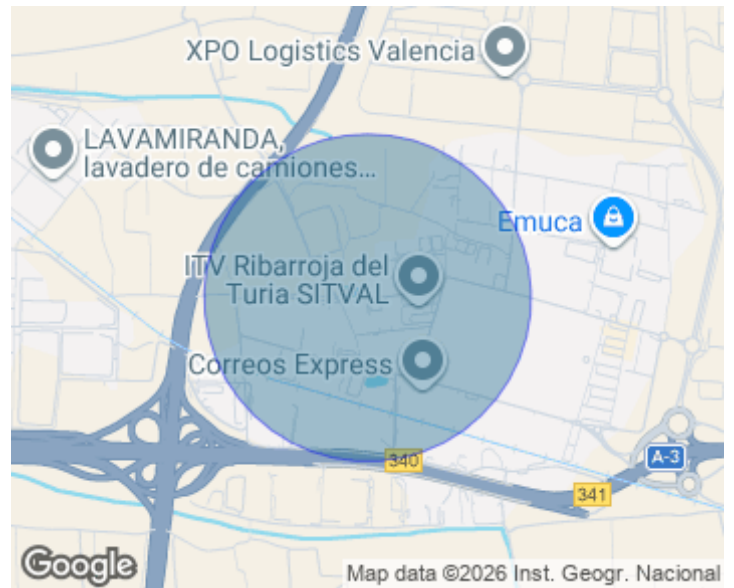 XPO Logistics Valencia
LAVAMIRANDA,
lavadero de camiones...
Emuca
ITV Ribarroja del
Turia SITVAL
Correos Express
340
A-3
341
Google
Map data ©2026 Inst. Geogr. Nacional